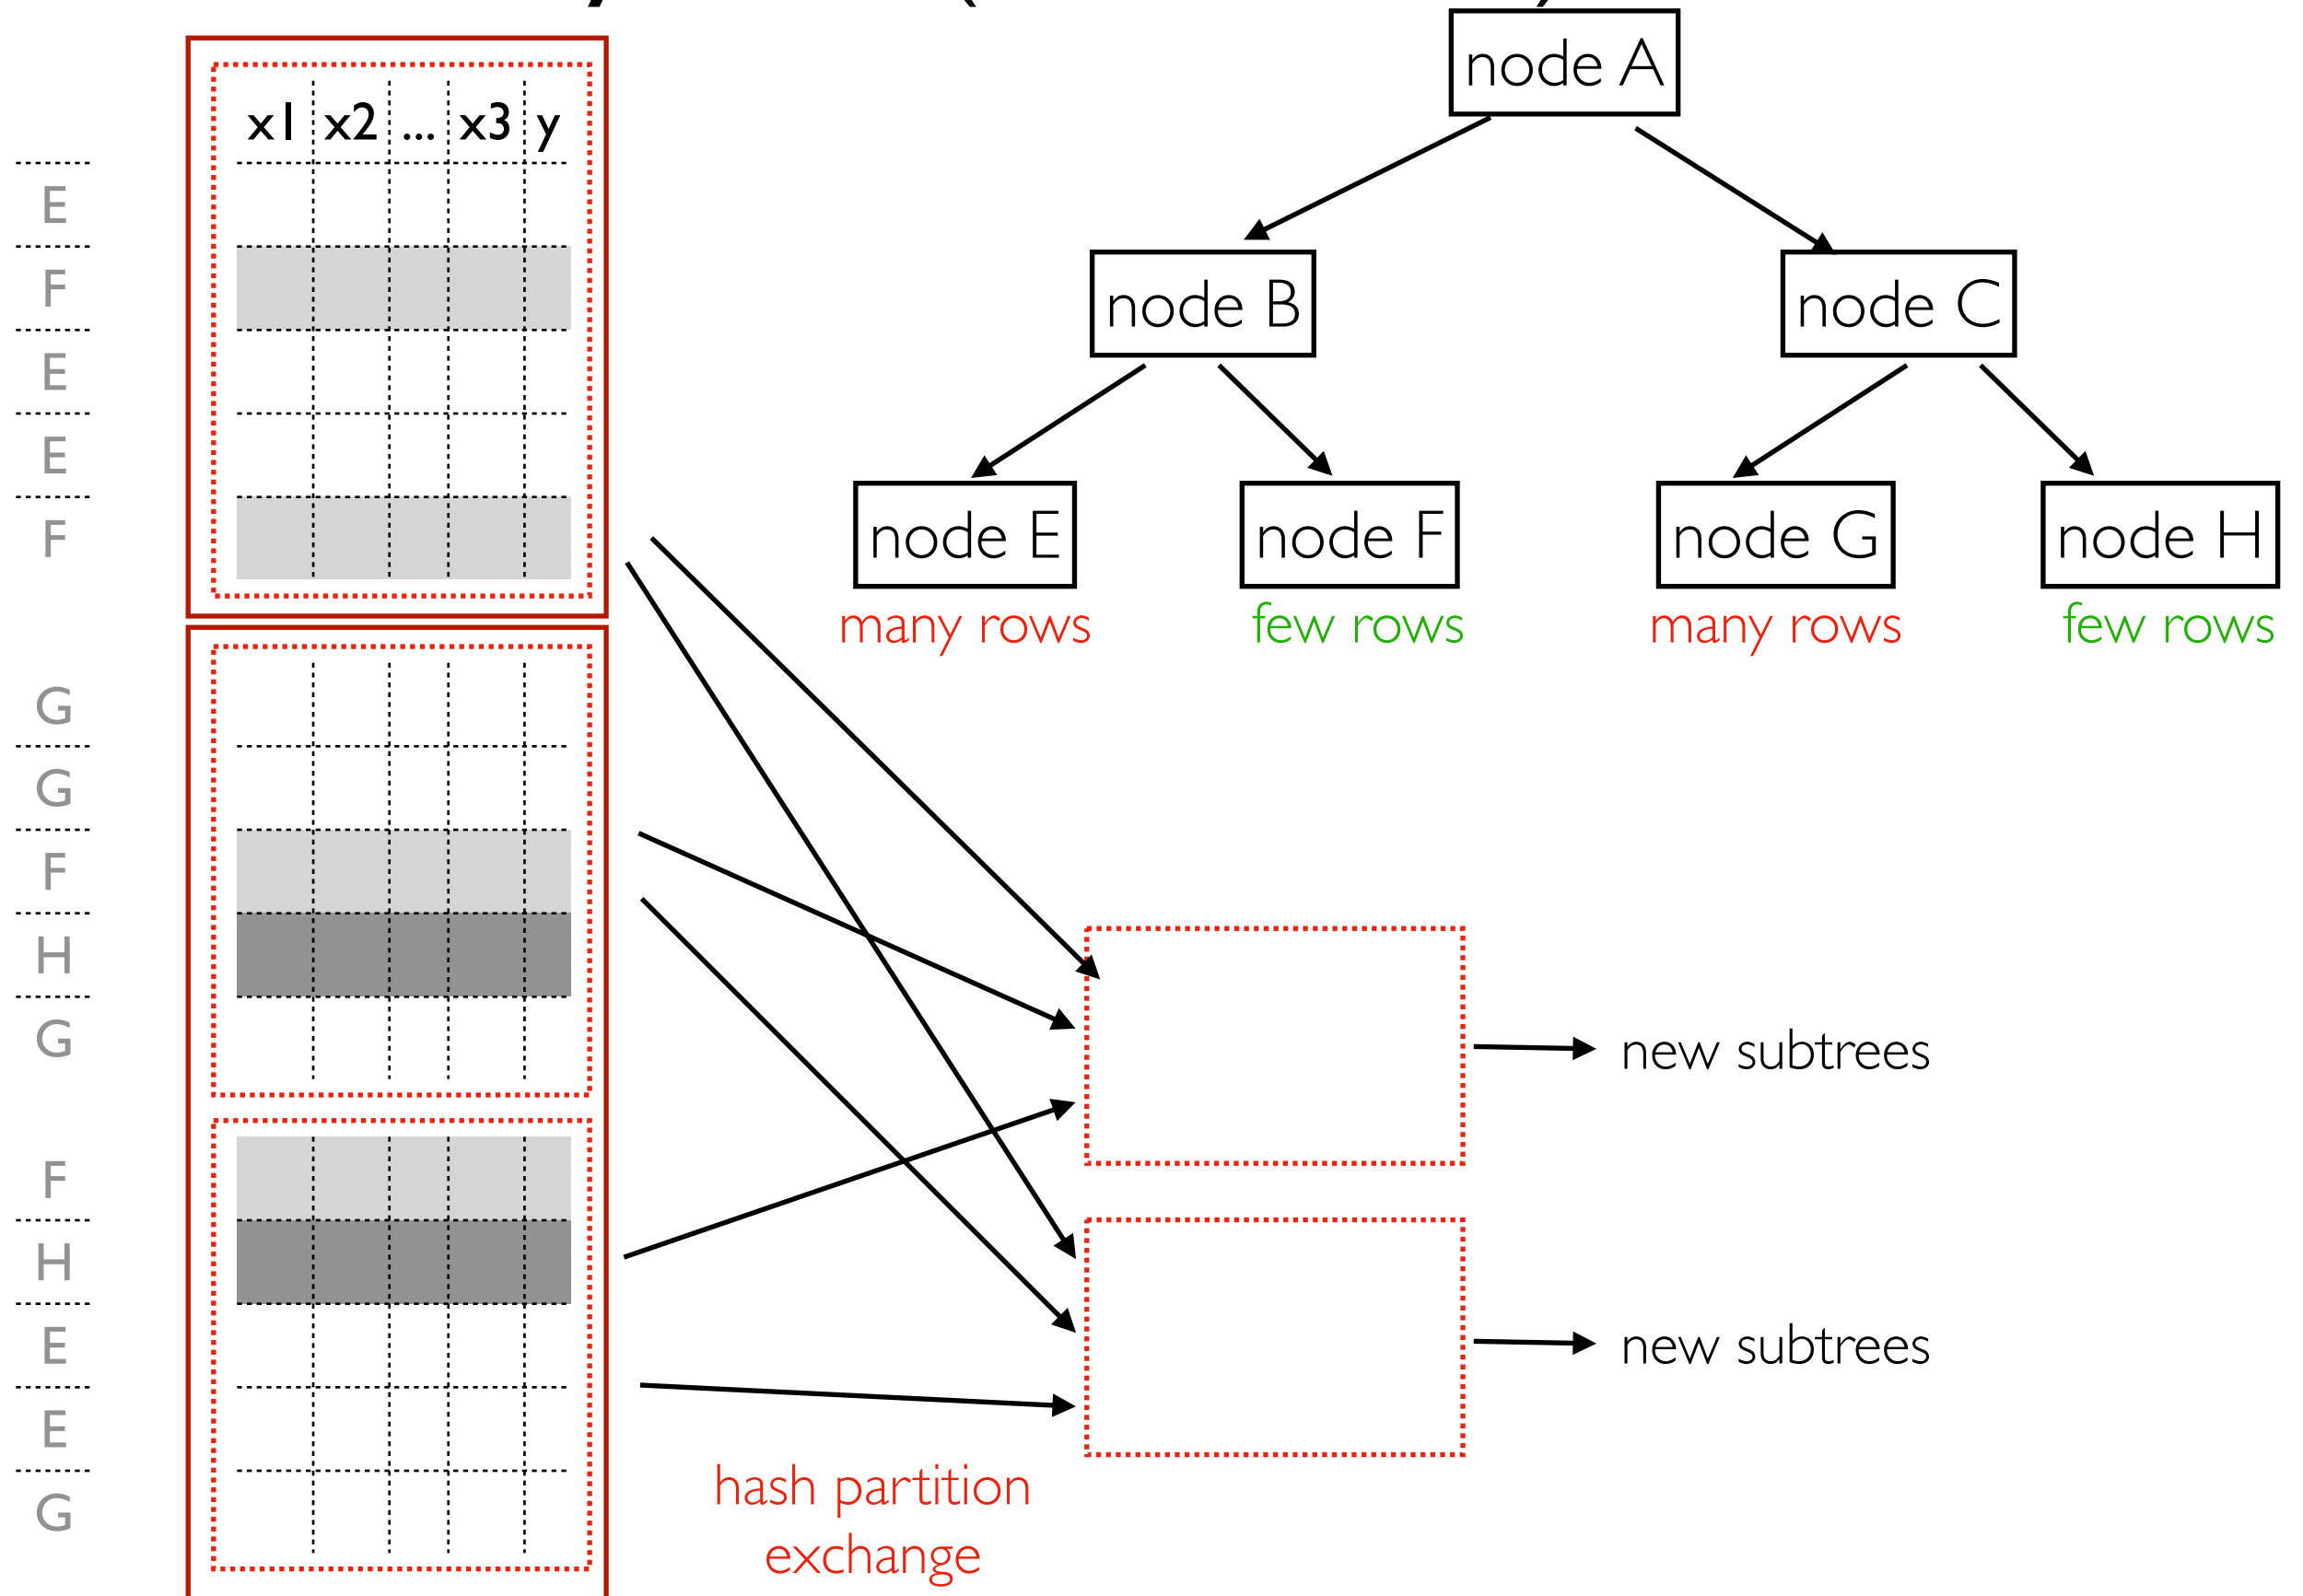 node A
x1 x2 ... x3 y
E
F
E
E
F
node B
node C
node E
node F
node G
node H
many rows
few rows
many rows
few rows
G
G
F
H
G
new subtrees
F
H
E
E
G
new subtrees
hash partition
exchange